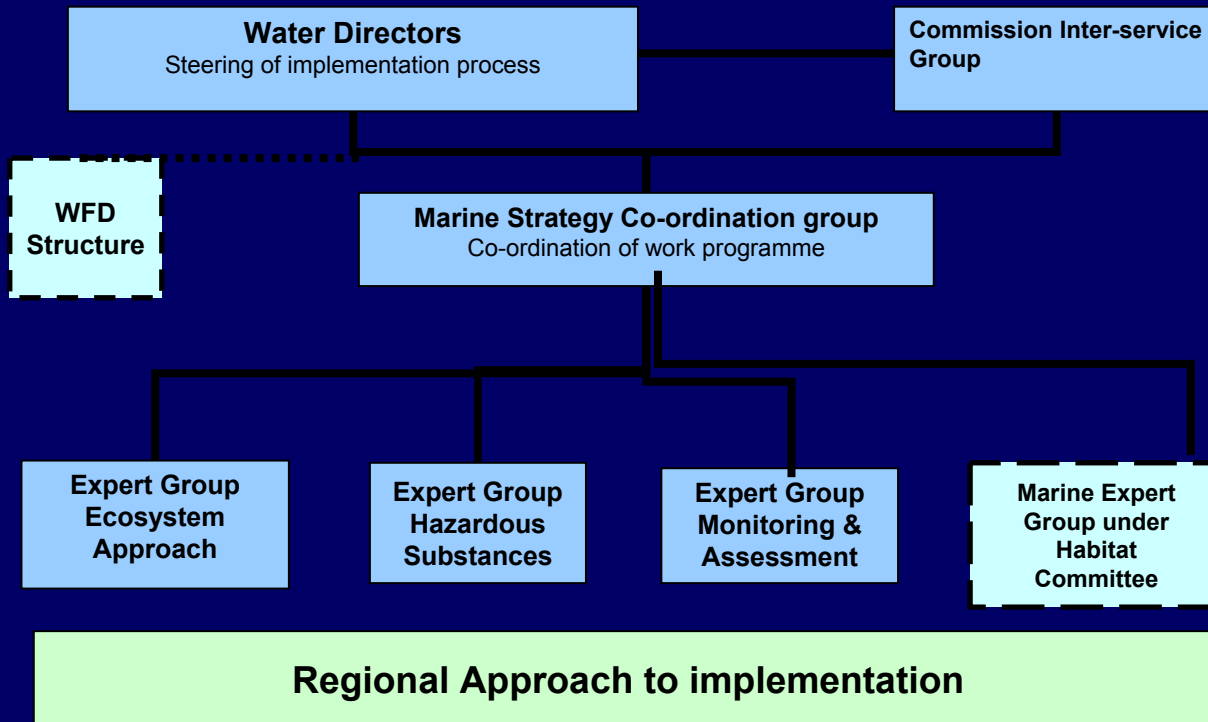 Water Directors
Steering of implementation process
Commission Inter-service
Group
WFD
Structure
Marine Strategy Co-ordination group
Co-ordination of work programme
Expert Group
Ecosystem
Approach
Expert Group
Hazardous
Substances
Expert Group
Monitoring &
Assessment
Marine Expert
Group under
Habitat
Committee
Regional Approach to implementation